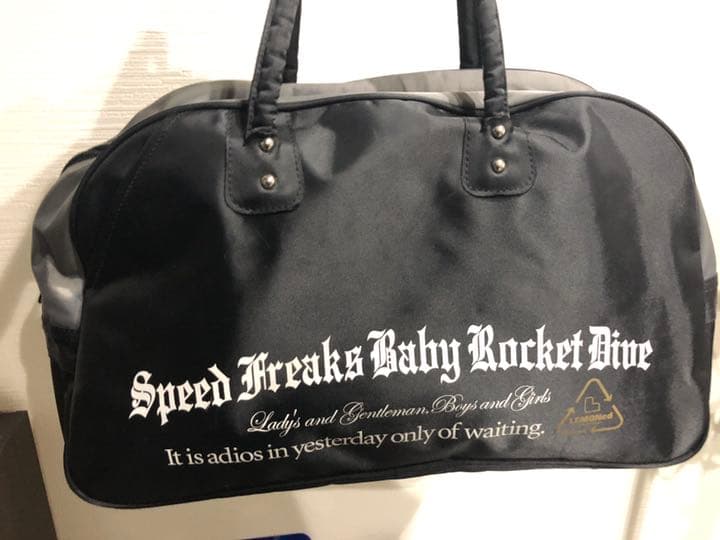 Speed Freaks Baby Rocket Dive
Lady's and Gentleman, Boys and Girls
It is adios in yesterday only of waiting.
LEMONed